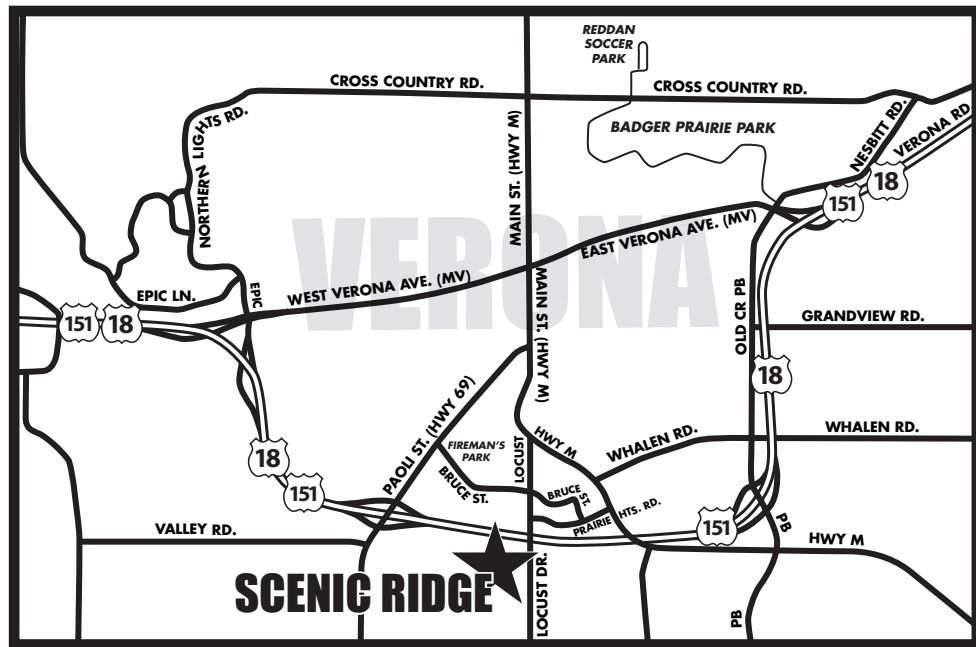 REDDAN
SOCCER
PARK
CROSS COUNTRY RD.
CROSS COUNTRY RD.
BADGER PRAIRIE PARK
NORTHERN LIGHTS RD.
MAIN ST. (HWY M)
NESBITT RD.
VERONA RD
18
151
VERONA
EAST VERONA AVE. (MV)
WEST VERONA AVE. (MV)
EPIC LN.
EPIC
151
18
MAIN ST. (HWY M)
OLD CR PB
GRANDVIEW RD.
18
PAOLI ST. (HWY 69)
FIREMAN'S
PARK
LOCUST
HWY M
WHALEN RD.
WHALEN RD.
18
151
BRUCE ST.
BRUCE
ST.
PRAIRIE HTS. RD.
151
PB
VALLEY RD.
HWY M
SCENIC RIDGE
LOCUST DR.
PB